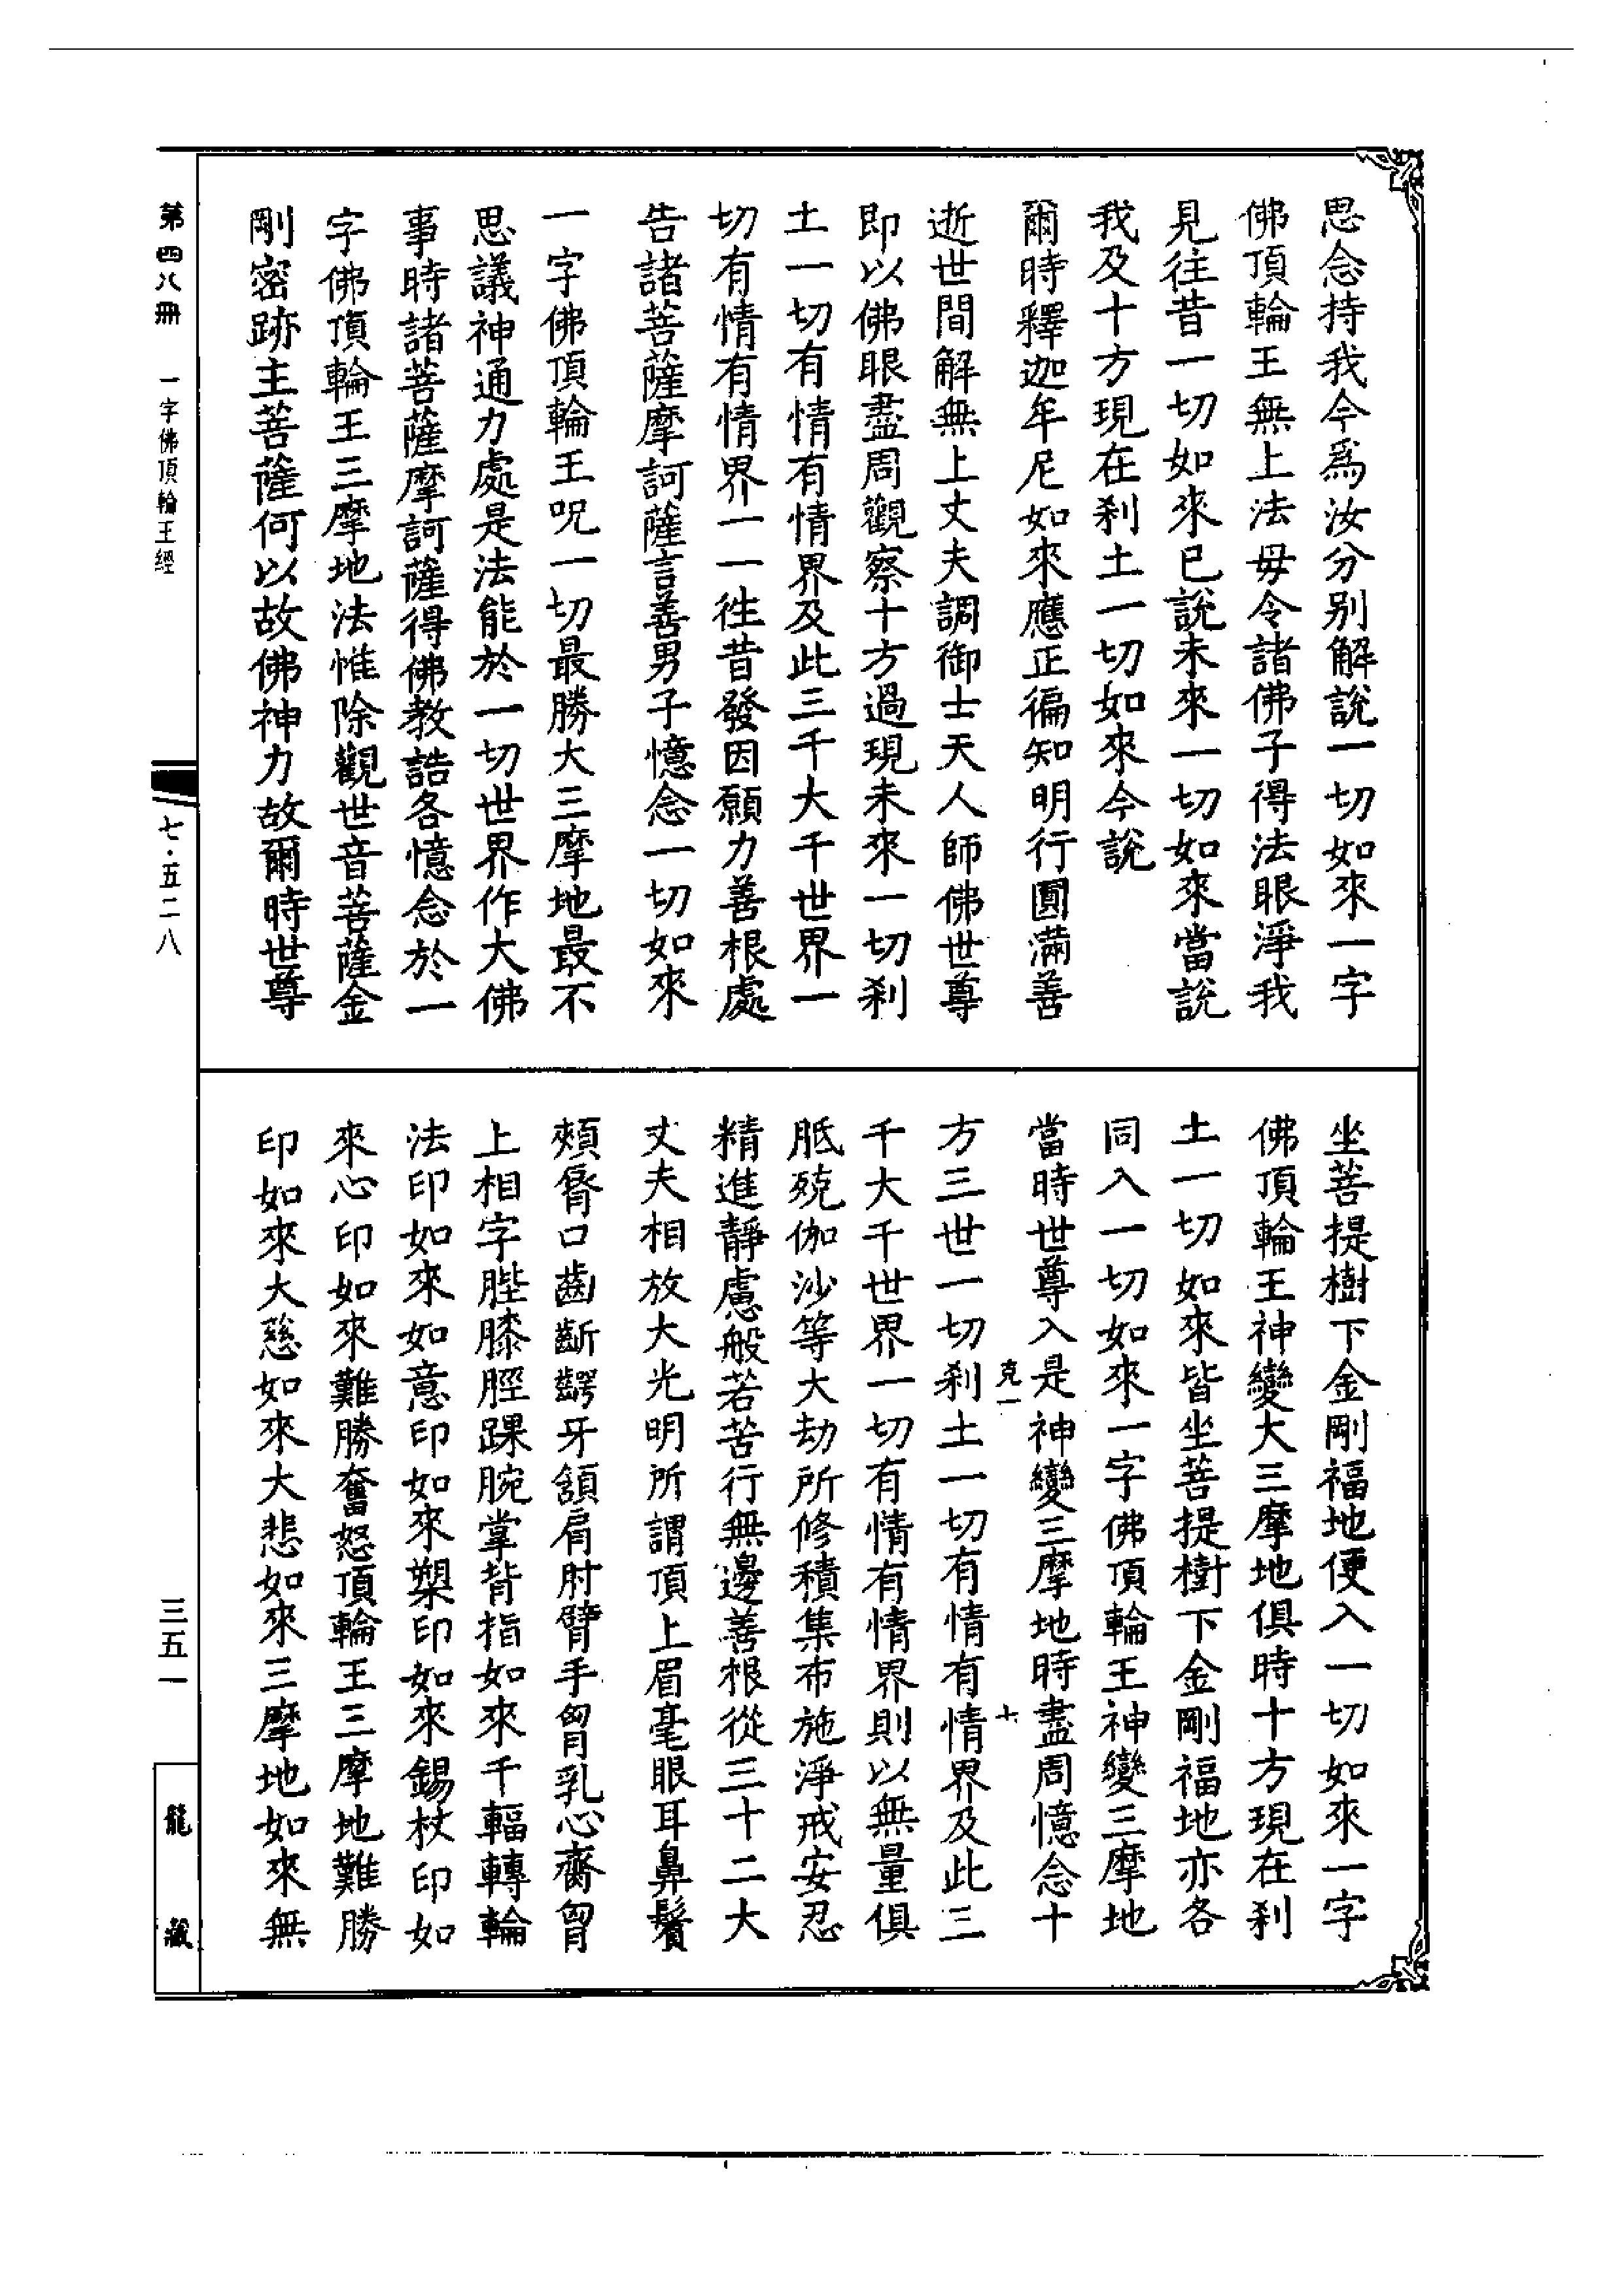 思念持我今為汝分别解說一切如來一字
佛頂輪王無上法毋令諸佛子得法眼淨我
見往昔一切如來已說未來一切如來當說
我及十方現在刹土一切如來今說
爾時釋迦牟尼如來應正徧知明行圓滿善
逝世間解無上丈夫調御士天人師佛世尊
即以佛眼盡周觀察十方過現未來一切刹
土一切有情有情界及此三千大千世界一
切有情有情界一一徃昔發因願力善根處
告諸菩薩摩訶薩言善男子憶念一切如來
一字佛頂輪王呪一切最勝大三摩地最不
思議神通力處是法能於一切世界作大佛
事時諸菩薩摩訶薩得佛教誥各憶念於一
字佛頂輪王三摩地法惟除觀世音菩薩金
剛密跡主菩薩何以故佛神力故爾時世尊
坐菩提樹下金剛福地便入一切如來一字
佛頂輪王神變大三摩地俱時十方現在刹
土一切如來皆坐菩提樹下金剛福地亦各
同入一切如來一字佛頂輪王神變三摩地
當時世尊入是神變三摩地時盡周憶念十
克一 七
方三世一切刹土一切有情有情界及此三
千大千世界一切有情有情界則以無量俱
胝殑伽沙等大劫所修積集布施淨戒安忍
精進靜慮般若苦行無邊善根從三十二大
丈夫相放大光明所謂頂上眉毫眼耳鼻鬢
頰脣口齒齗齶牙頷肩肘臂手胷乳心齎胷
上相字䏶膝脛踝腕掌背指如來千輻轉輪
法印如來如意印如來槊印如來錫杖印如
來心印如來難勝奮怒頂輪王三摩地難勝
印如來大慈如來大悲如來三摩地如來無
第四八冊 一字佛頂輪王經
七·五二八
三五一
龍藏